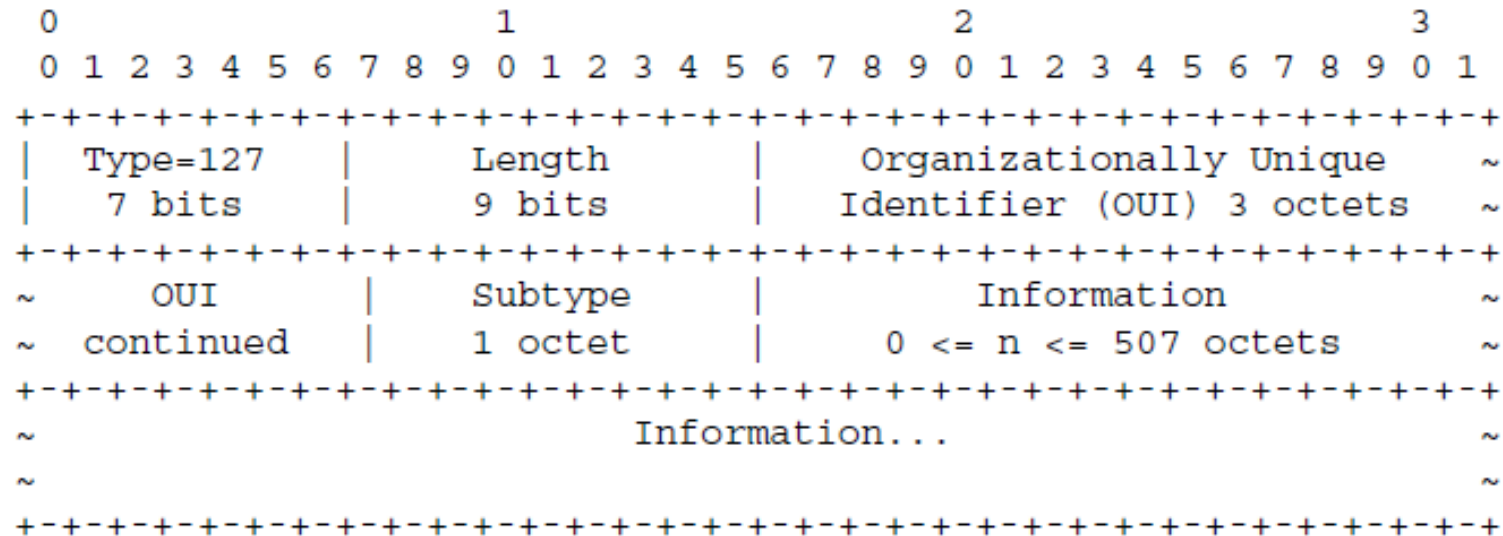 0                   1                   2                   3
 0 1 2 3 4 5 6 7 8 9 0 1 2 3 4 5 6 7 8 9 0 1 2 3 4 5 6 7 8 9 0 1
+-+-+-+-+-+-+-+-+-+-+-+-+-+-+-+-+-+-+-+-+-+-+-+-+-+-+-+-+-+-+-+-+
|  Type=127   |     Length      |    Organizationally Unique    ~
|   7 bits    |     9 bits      |   Identifier (OUI) 3 octets   ~
+-+-+-+-+-+-+-+-+-+-+-+-+-+-+-+-+-+-+-+-+-+-+-+-+-+-+-+-+-+-+-+-+
~     OUI      |    Subtype     |         Information           ~
~  continued   |    1 octet     |     0 <= n <= 507 octets      ~
+-+-+-+-+-+-+-+-+-+-+-+-+-+-+-+-+-+-+-+-+-+-+-+-+-+-+-+-+-+-+-+-+
~                          Information...                       ~
~                                                               ~
+-+-+-+-+-+-+-+-+-+-+-+-+-+-+-+-+-+-+-+-+-+-+-+-+-+-+-+-+-+-+-+-+